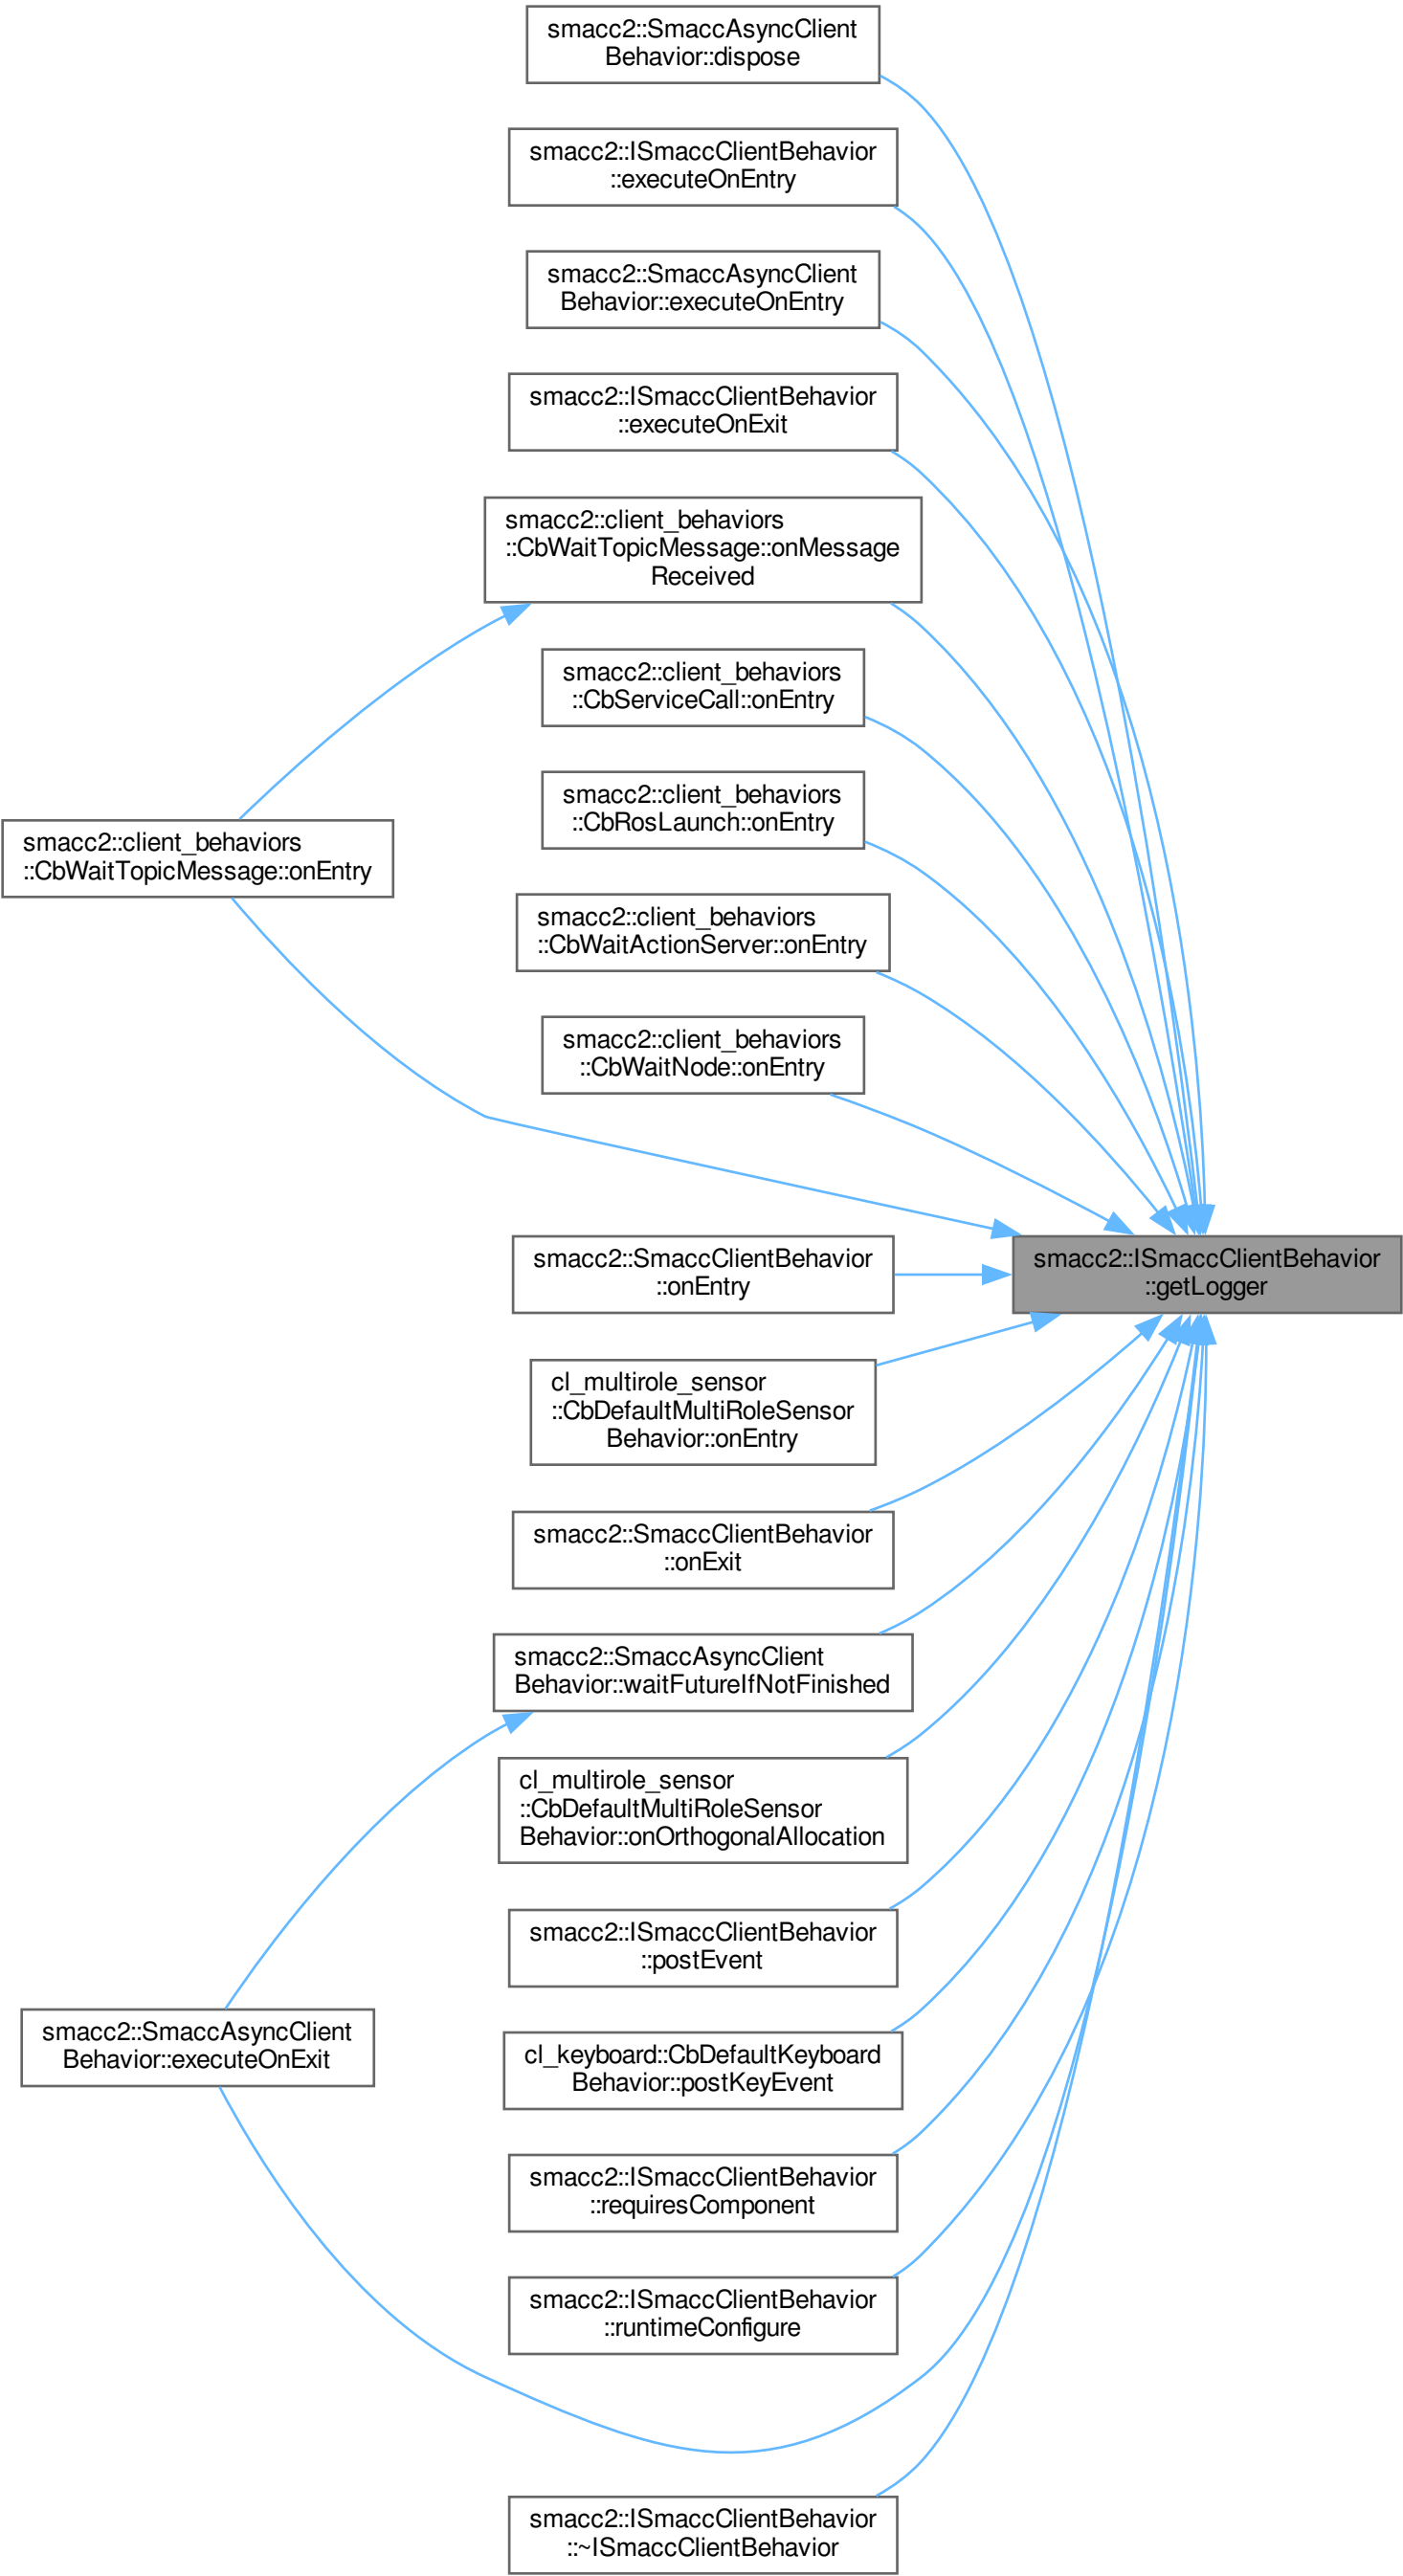 smacc2::SmaccAsyncClient
Behavior::dispose
smacc2::ISmaccClientBehavior
::executeOnEntry
smacc2::SmaccAsyncClient
Behavior::executeOnEntry
smacc2::ISmaccClientBehavior
::executeOnExit
smacc2::client_behaviors
::CbWaitTopicMessage::onMessage
Received
smacc2::client_behaviors
::CbServiceCall::onEntry
smacc2::client_behaviors
::CbRosLaunch::onEntry
smacc2::client_behaviors
::CbWaitTopicMessage::onEntry
smacc2::client_behaviors
::CbWaitActionServer::onEntry
smacc2::client_behaviors
::CbWaitNode::onEntry
smacc2::SmaccClientBehavior
::onEntry
smacc2::ISmaccClientBehavior
::getLogger
cl_multirole_sensor
::CbDefaultMultiRoleSensor
Behavior::onEntry
smacc2::SmaccClientBehavior
::onExit
smacc2::SmaccAsyncClient
Behavior::waitFutureIfNotFinished
cl_multirole_sensor
::CbDefaultMultiRoleSensor
Behavior::onOrthogonalAllocation
smacc2::ISmaccClientBehavior
::postEvent
smacc2::SmaccAsyncClient
Behavior::executeOnExit
cl_keyboard::CbDefaultKeyboard
Behavior::postKeyEvent
smacc2::ISmaccClientBehavior
::requiresComponent
smacc2::ISmaccClientBehavior
::runtimeConfigure
smacc2::ISmaccClientBehavior
::~ISmaccClientBehavior